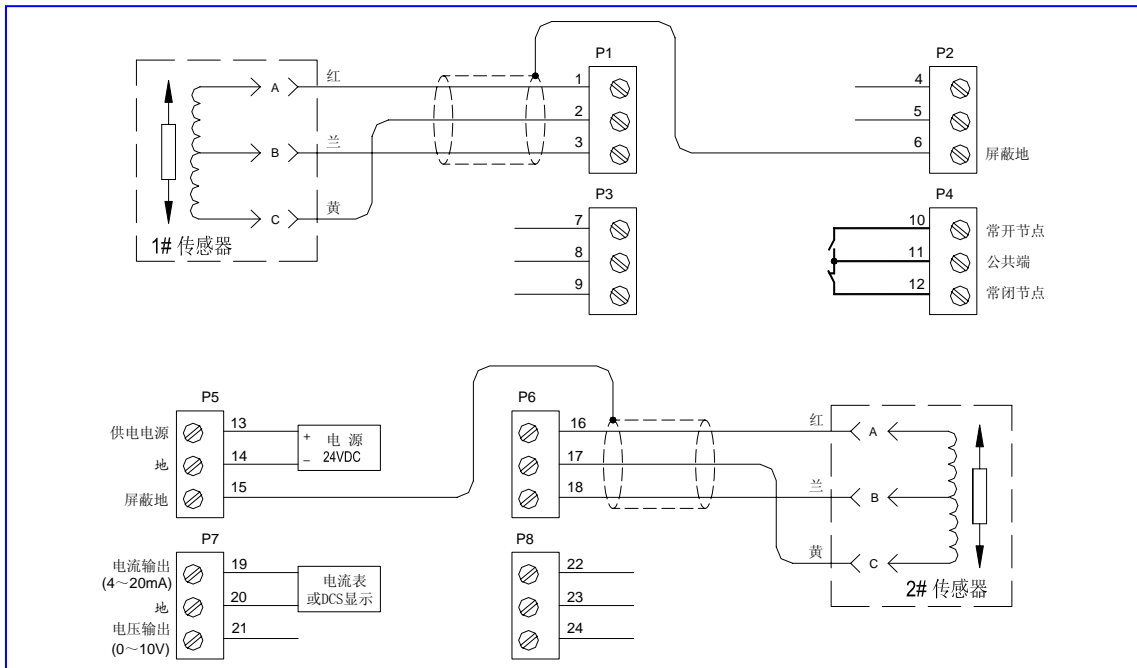 P1
P2
A
红
1
2
兰
B
3
黄
C
1# 传感器
4
5
6
屏蔽地
P3
P4
7
8
9
10
常开节点
11
公共端
12
常闭节点
P5
供电电源
13
+ 电 源
地
14
– 24VDC
屏蔽地
15
P6
16
17
18
红
A
兰
B
黄
C
2# 传感器
P7
电流输出
(4～20mA)
19
电流表
或DCS显示
地
20
电压输出
(0～10V)
21
P8
22
23
24